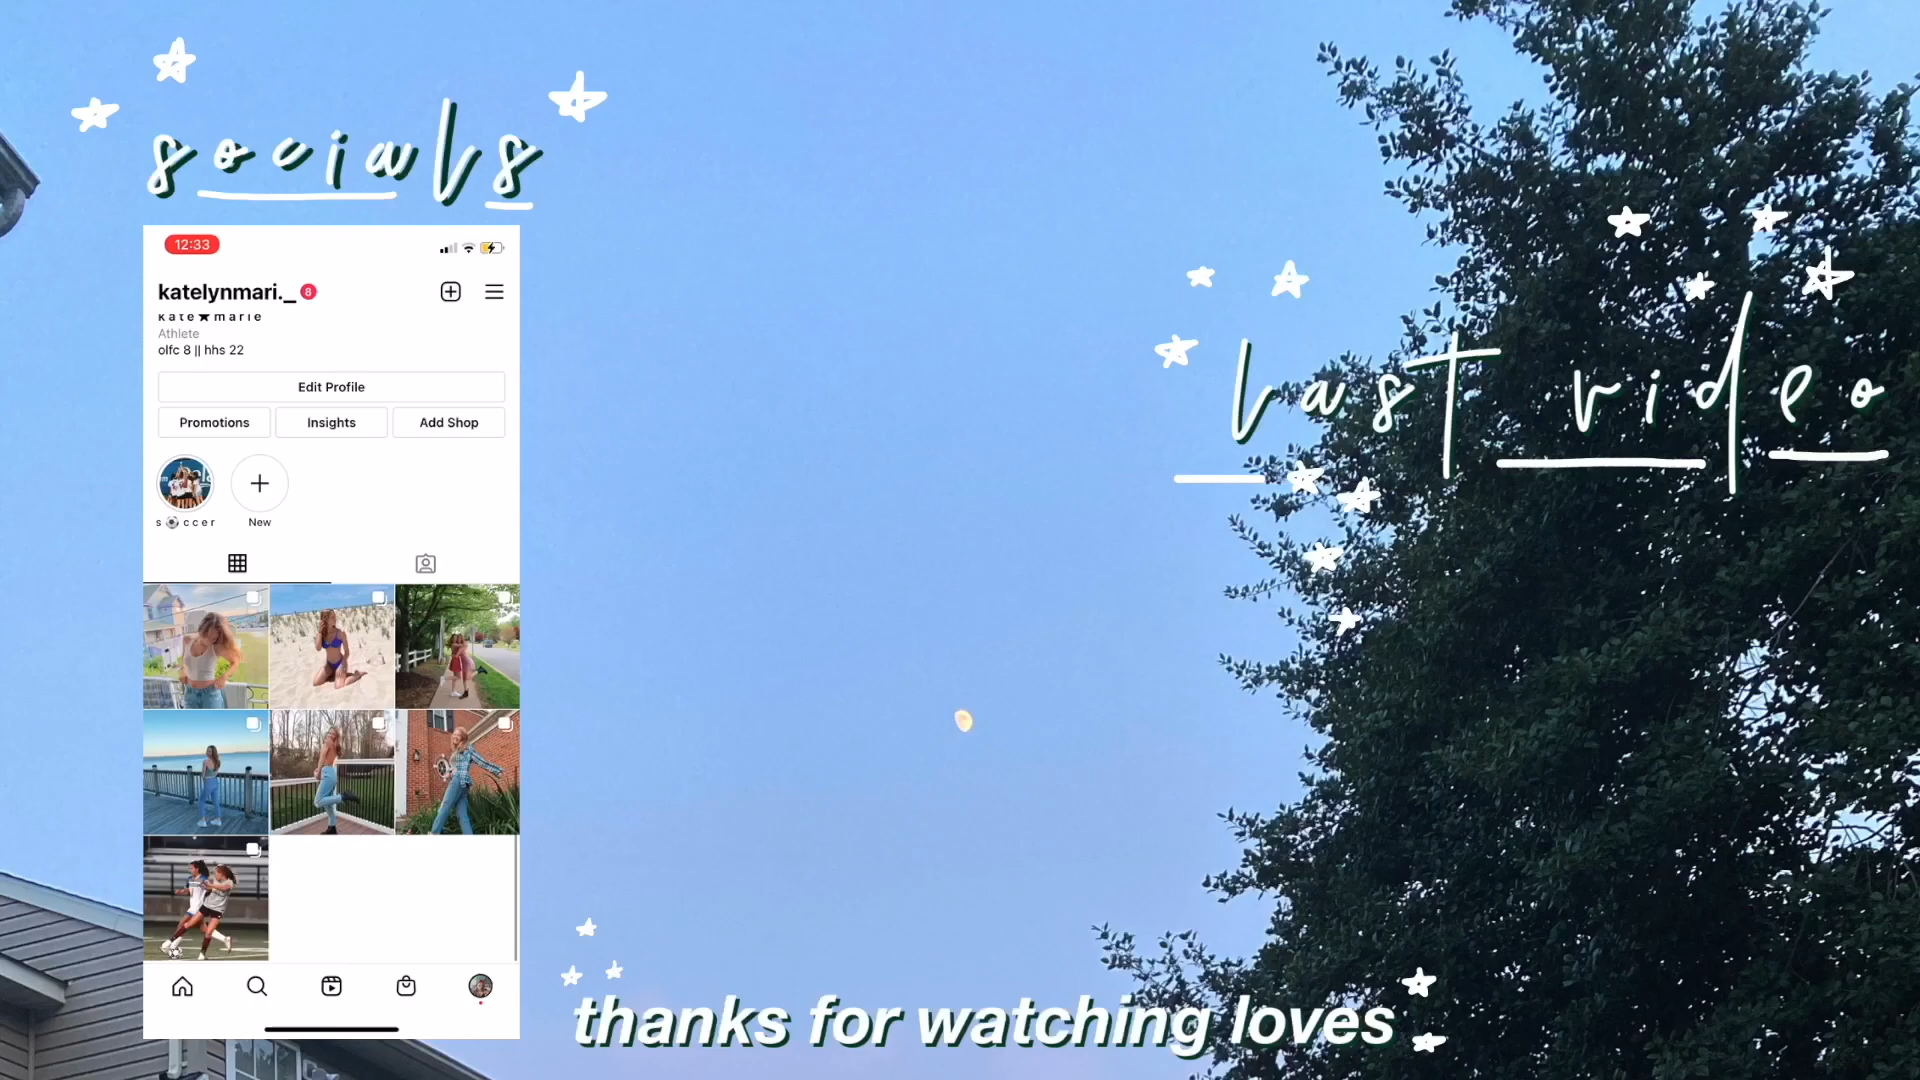 socials
12:33
katelynmari._ 8
kate★marie
Athlete
olfc 8 || hhs 22
Edit Profile
Promotions Insights Add Shop
s⚽ccer New
last video
thanks for watching loves